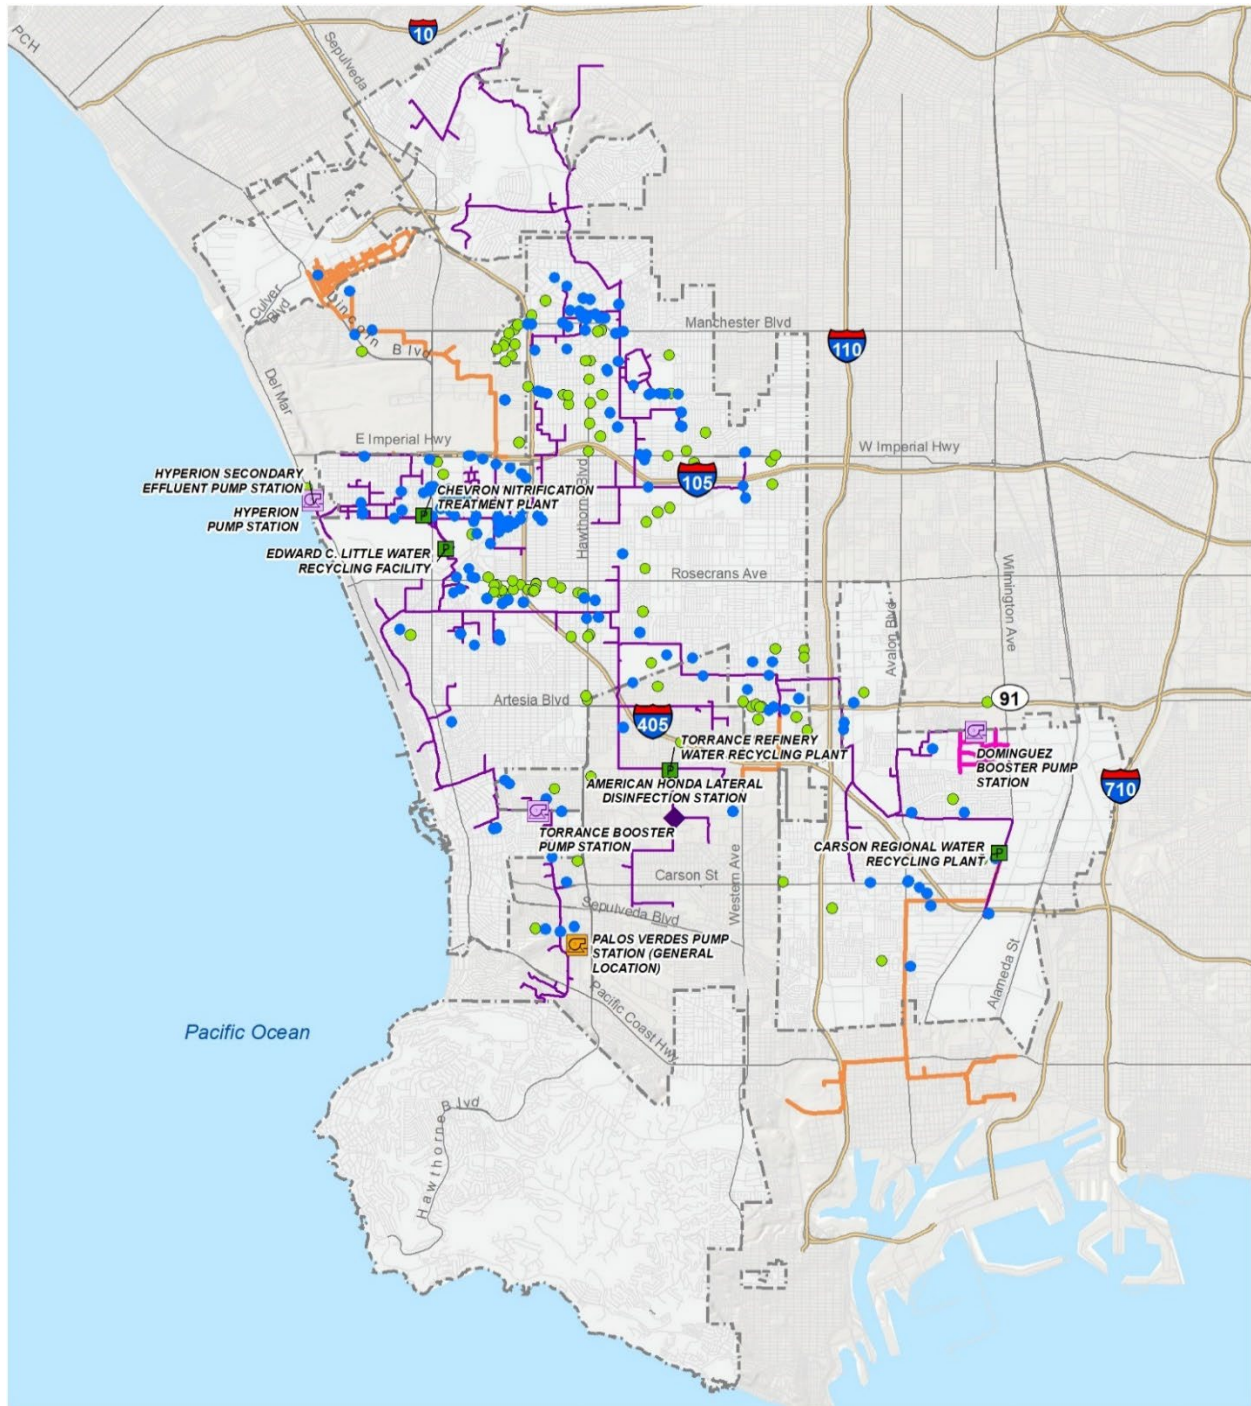 10
PCH
Sepulveda
Culver
Blvd
Lincoln Blvd
Manchester Blvd
110
Del Mar
E Imperial Hwy
W Imperial Hwy
HYPERION SECONDARY
EFFLUENT PUMP STATION
105
CHEVRON NITRIFICATION
TREATMENT PLANT
Hawthorne Blvd
HYPERION
PUMP STATION
P
EDWARD C. LITTLE WATER
RECYCLING FACILITY
P
Rosecrans Ave
Wilmington Ave
Avalon Blvd
Artesia Blvd
91
405
TORRANCE REFINERY
WATER RECYCLING PLANT
DOMINGUEZ
BOOSTER PUMP
STATION
P
710
AMERICAN HONDA LATERAL
DISINFECTION STATION
TORRANCE BOOSTER
PUMP STATION
CARSON REGIONAL WATER
RECYCLING PLANT
P
Carson St
Western Ave
Sepulveda Blvd
PALOS VERDES PUMP
STATION (GENERAL
LOCATION)
Alameda St
Pacific Coast Hwy
Pacific Ocean
Hawthorne Blvd